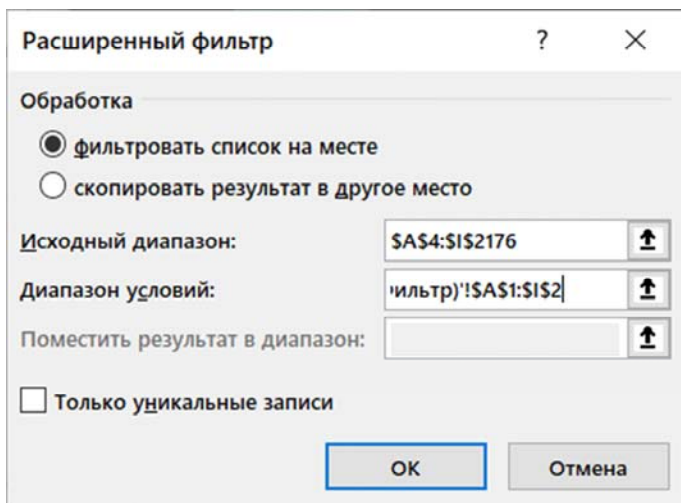 Расширенный фильтр ?
Обработка
фильтровать список на месте
скопировать результат в другое место
Исходный диапазон: $A$4:$I$2176
Диапазон условий: ильтр)'!$A$1:$I$2
Поместить результат в диапазон:
Только уникальные записи
ОК Отмена